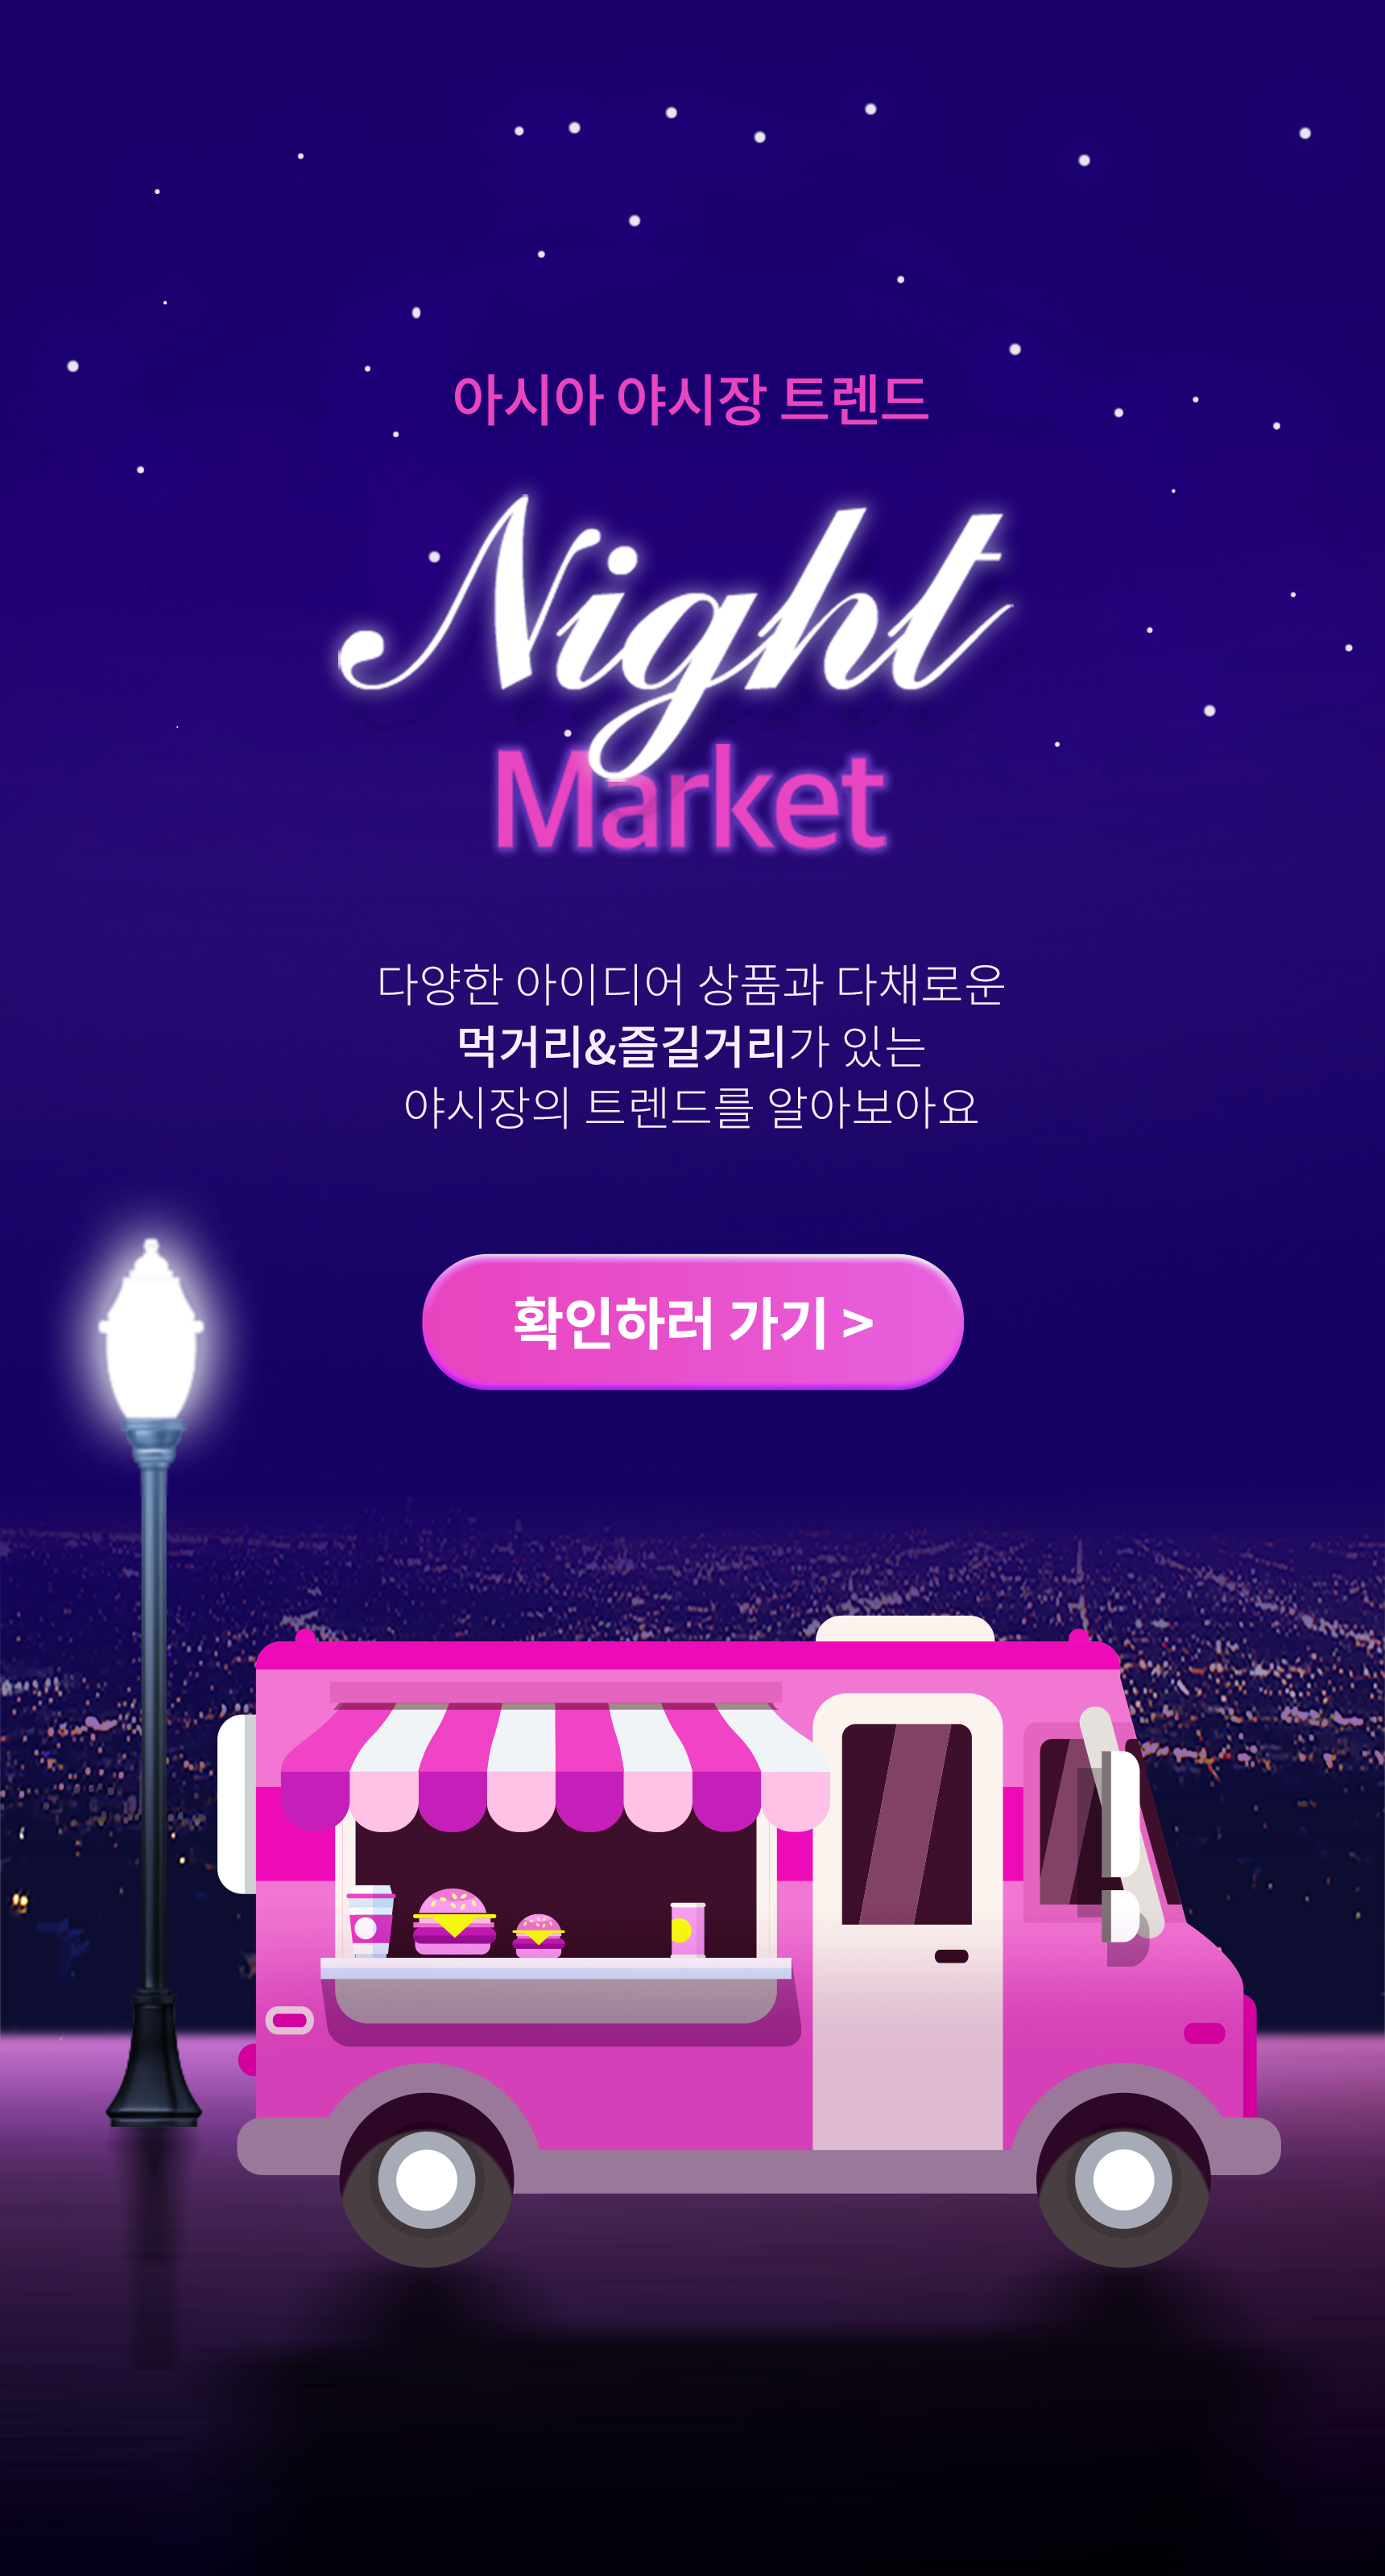 아시아 야시장 트렌드
Night
Market
다양한 아이디어 상품과 다채로운
먹거리&즐길거리가 있는
야시장의 트렌드를 알아보아요
확인하러 가기 >